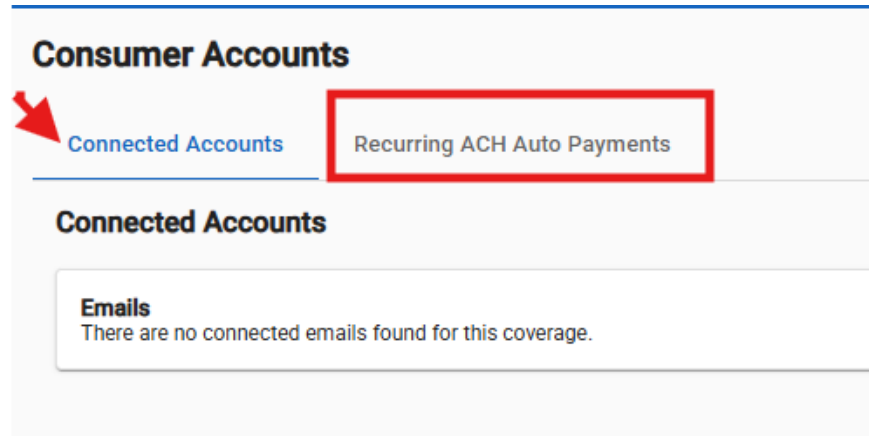 Consumer Accounts
Connected Accounts Recurring ACH Auto Payments
Connected Accounts
Emails
There are no connected emails found for this coverage.